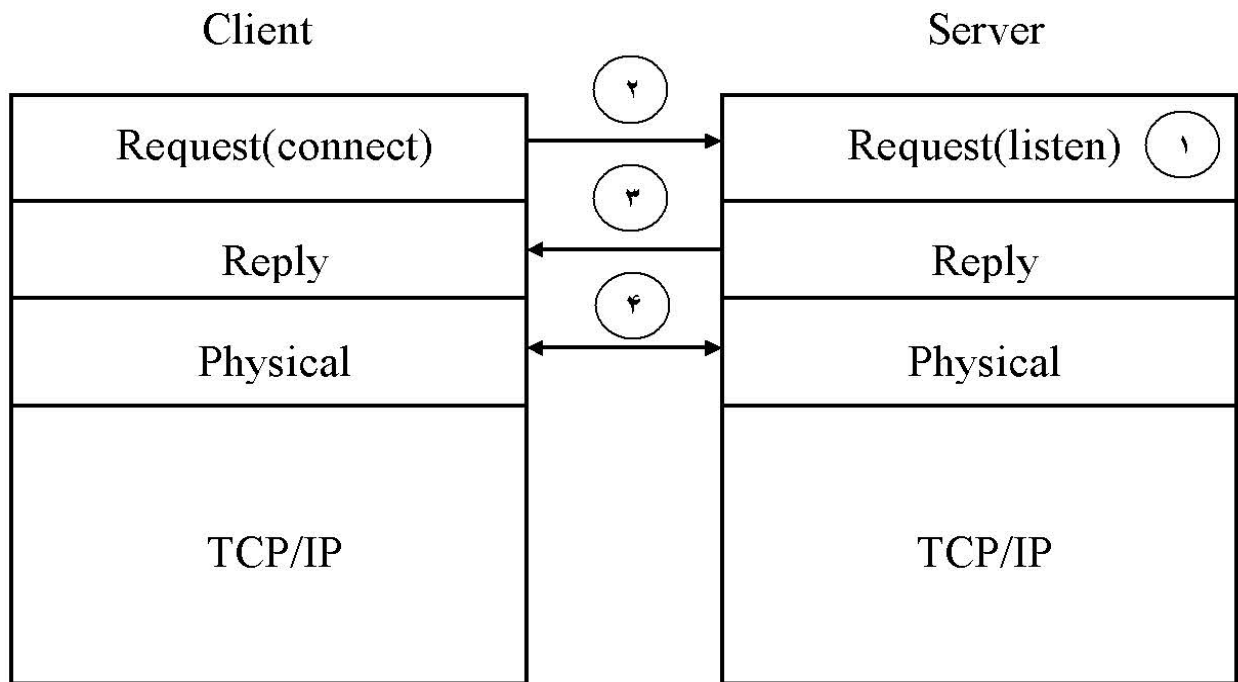 Client
Server
۲
Request(connect)
Request(listen)
۱
۳
Reply
Reply
۴
Physical
Physical
TCP/IP
TCP/IP